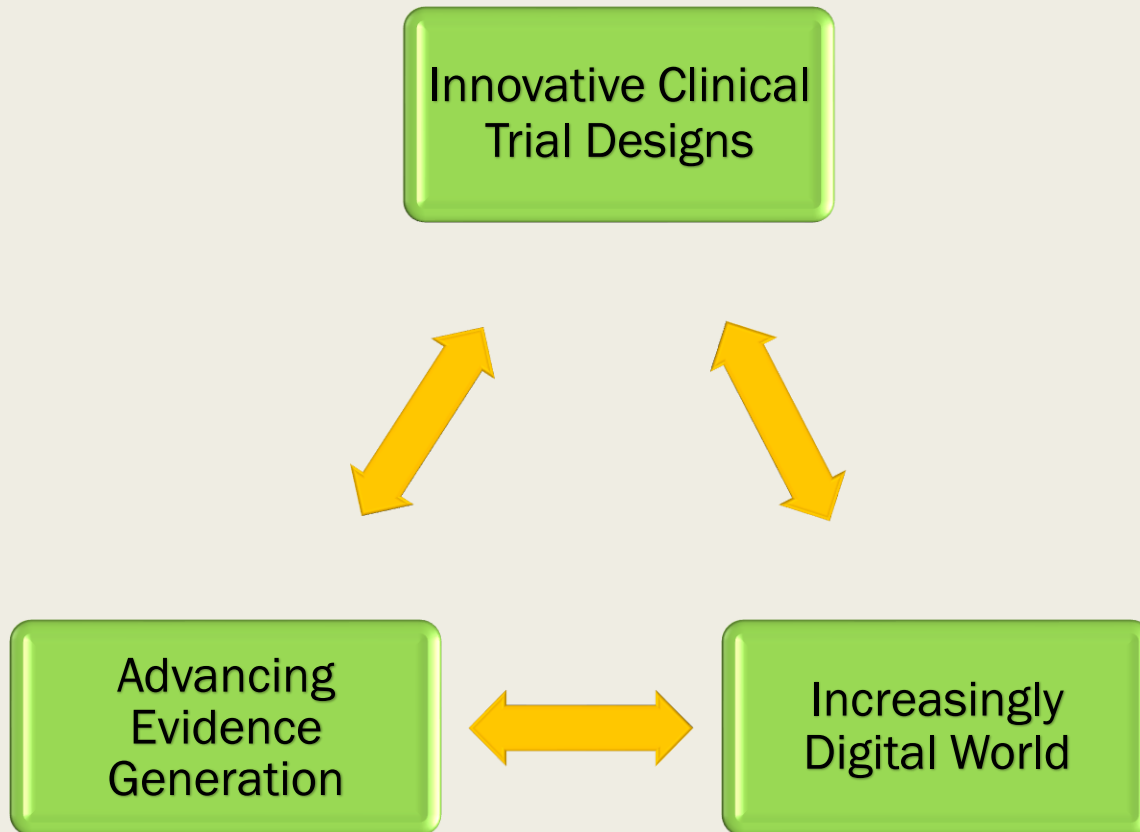 Innovative Clinical
Trial Designs
Advancing
Evidence
Generation
Increasingly
Digital World